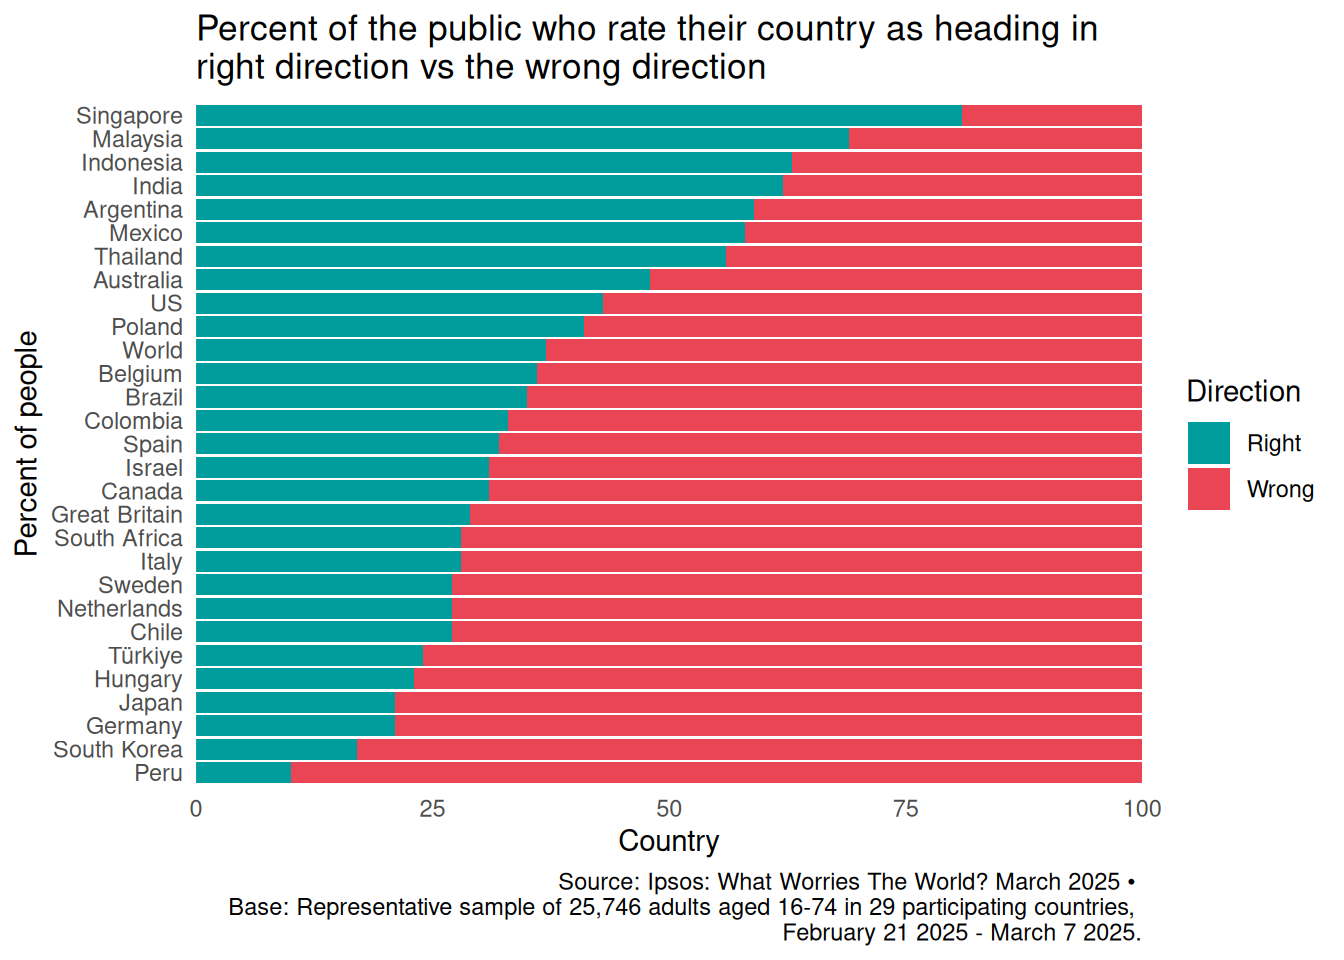 Percent of the public who rate their country as heading in
right direction vs the wrong direction
Singapore
Malaysia
Indonesia
India
Argentina
Mexico
Thailand
Australia
US
Poland
World
Belgium
Brazil
Colombia
Spain
Israel
Canada
Great Britain
South Africa
Italy
Sweden
Netherlands
Chile
Türkiye
Hungary
Japan
Germany
South Korea
Peru
Percent of people
0 25 50 75 100
Country
Direction
Right
Wrong
Source: Ipsos: What Worries The World? March 2025 •
Base: Representative sample of 25,746 adults aged 16-74 in 29 participating countries,
February 21 2025 - March 7 2025.